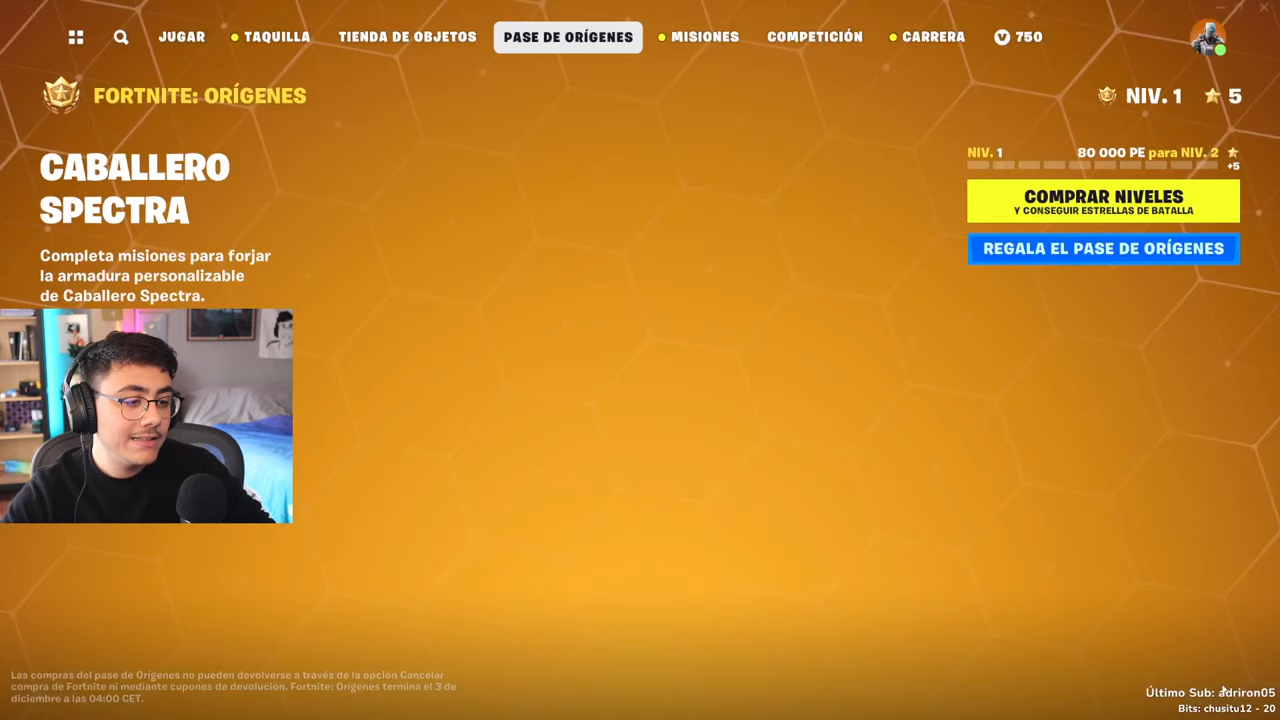 JUGAR
TAQUILLA
TIENDA DE OBJETOS
PASE DE ORÍGENES
MISIONES
COMPETICIÓN
CARRERA
750
FORTNITE: ORÍGENES
NIV. 1
5
CABALLERO
SPECTRA
Completa misiones para forjar
la armadura personalizable
de Caballero Spectra.
NIV. 1
80 000 PE para NIV. 2
+5
COMPRAR NIVELES
Y CONSEGUIR ESTRELLAS DE BATALLA
REGALA EL PASE DE ORÍGENES
Las compras del pase de Orígenes no pueden devolverse a través de la opción Cancelar
compra de Fortnite ni mediante cupones de devolución. Fortnite: Orígenes termina el 3 de
diciembre a las 04:00 CET.
Último Sub: adriron05
Bits: chusitu12 - 20